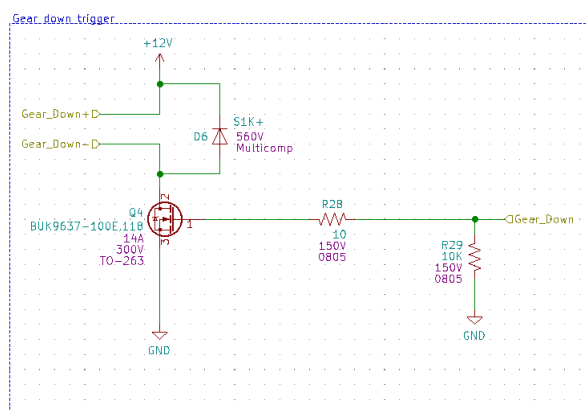 Gear down trigger
+12V
Gear_Down+
S1K+
D6
560V
Multicomp
Gear_Down-
2
Q4
BUK9637-100E,118
1
14A
300V
TO-263
3
R28
10
150V
0805
Gear_Down
R29
10K
150V
0805
GND
GND